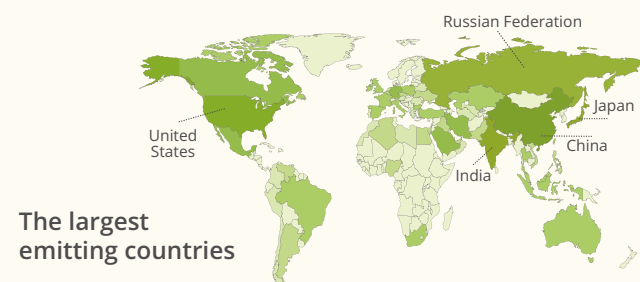 Russian Federation
Japan
United
States
China
India
The largest
emitting countries